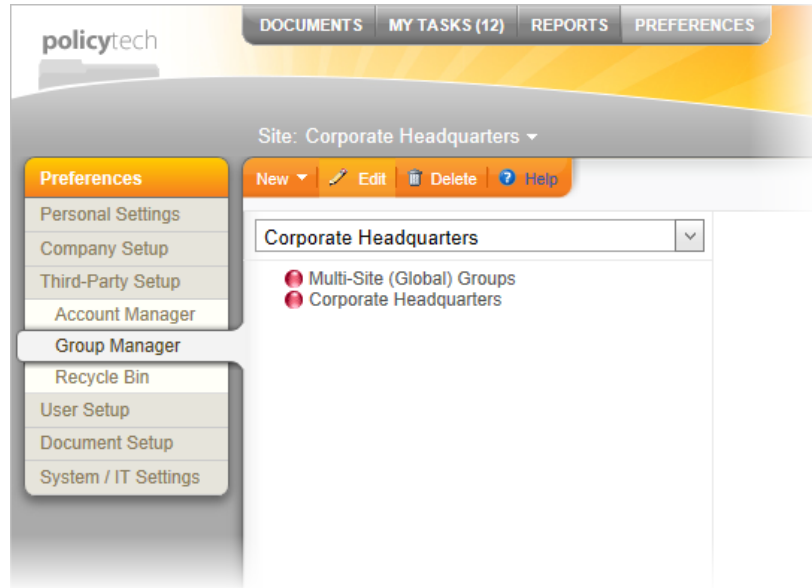 policytech
DOCUMENTS MY TASKS (12) REPORTS PREFERENCES
Site: Corporate Headquarters
Preferences
New Edit Delete Help
Personal Settings
Company Setup
Third-Party Setup
Account Manager
Group Manager
Recycle Bin
User Setup
Document Setup
System / IT Settings
Corporate Headquarters
Multi-Site (Global) Groups
Corporate Headquarters